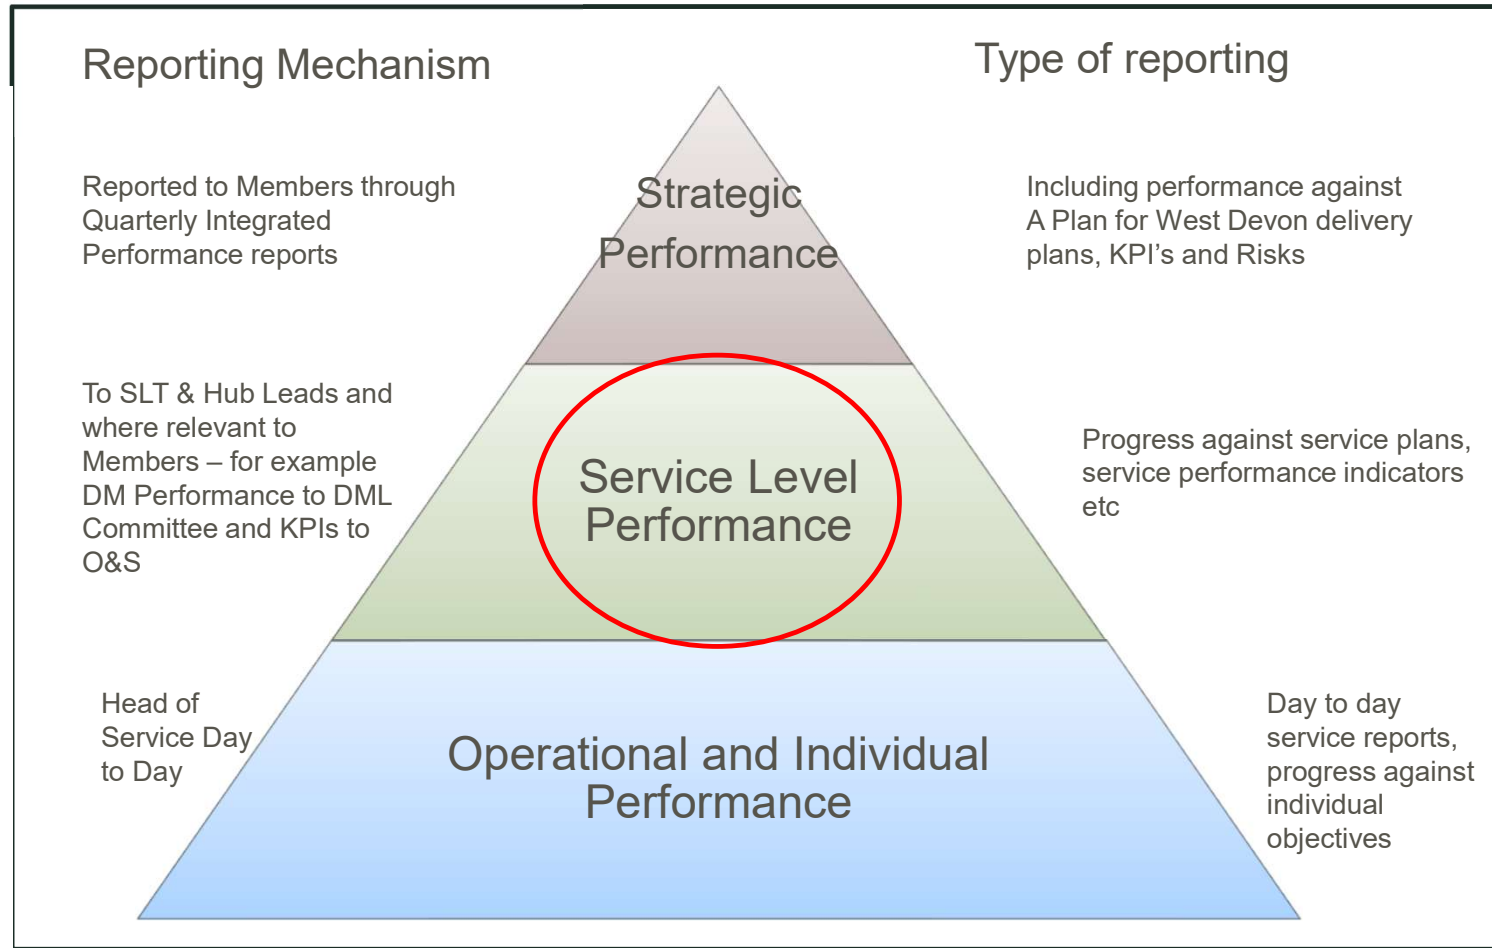 Reporting Mechanism
Type of reporting
Reported to Members through
Quarterly Integrated
Performance reports
Strategic
Performance
Including performance against
A Plan for West Devon delivery
plans, KPI's and Risks
To SLT & Hub Leads and
where relevant to
Members – for example
DM Performance to DML
Committee and KPIs to
O&S
Service Level
Performance
Progress against service plans,
service performance indicators
etc
Head of
Service Day
to Day
Operational and Individual
Performance
Day to day
service reports,
progress against
individual
objectives